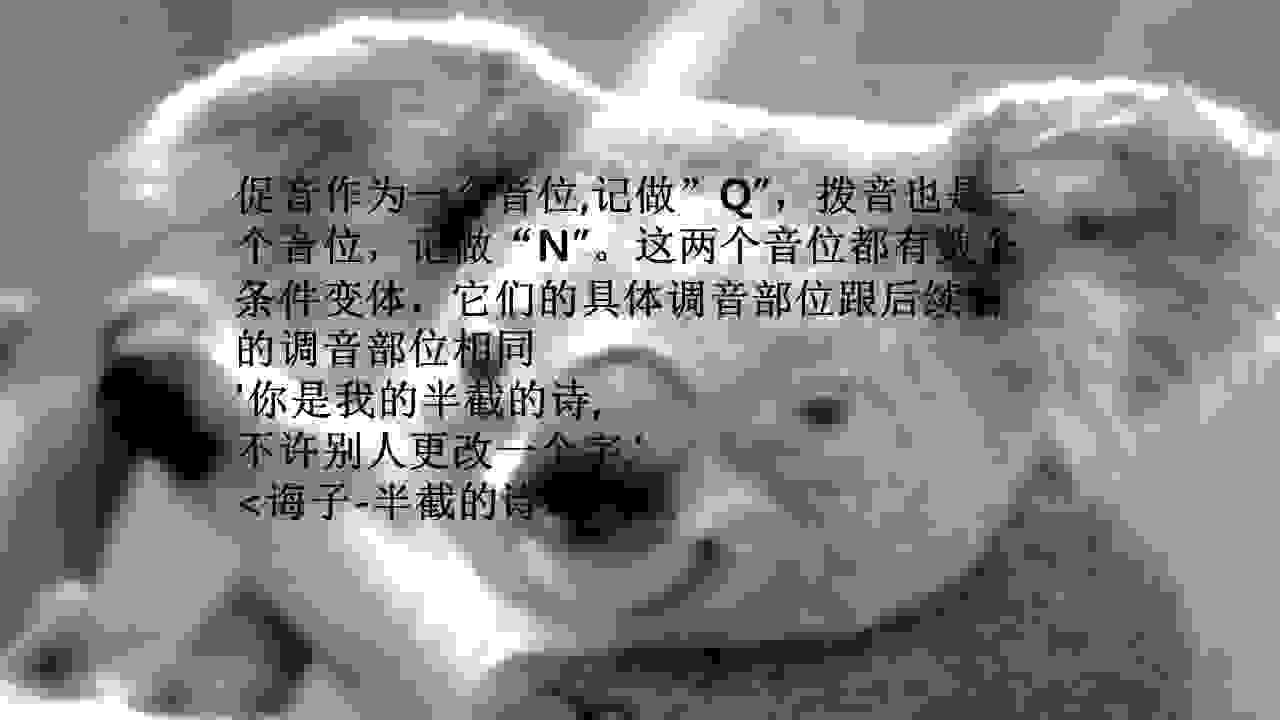 促音作为一个音位,记做”Q”，拨音也是一
个音位，记做“N”。这两个音位都有数个
条件变体．它们的具体调音部位跟后续
的调音部位相同
'你是我的半截的诗,
不许别人更改一个字.'
<诲子-半截的诗